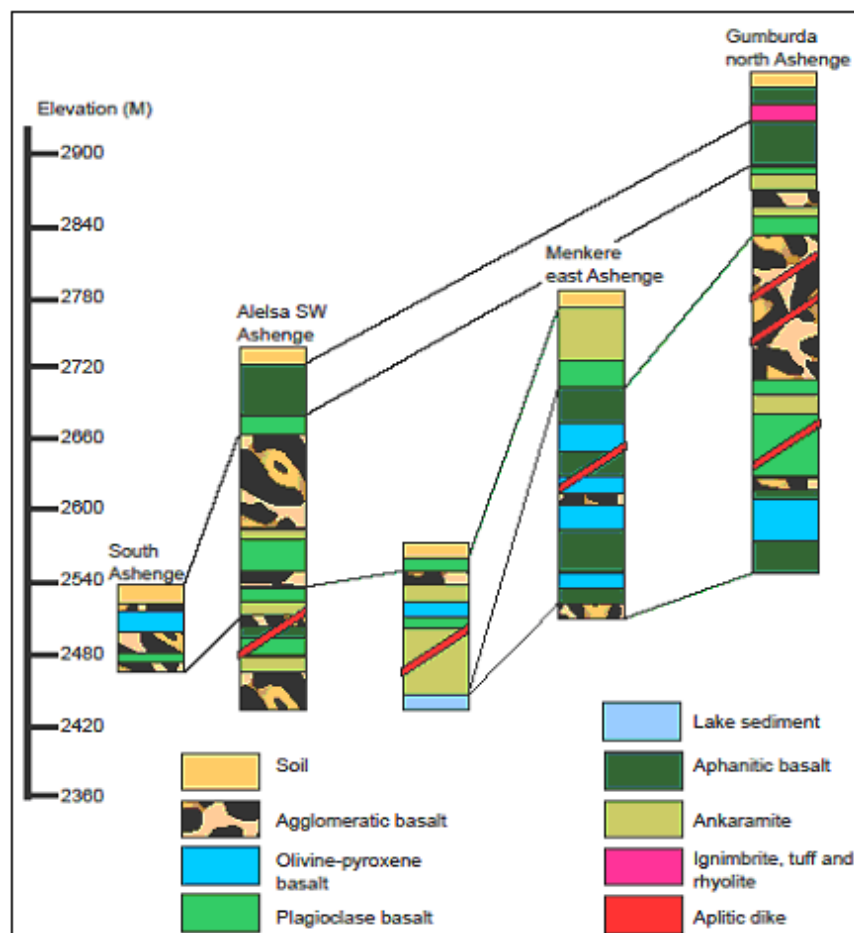 Gumburda
north Ashenge
Elevation (M)
2900
2840
Menkere
east Ashenge
2780
Alelsa SW
Ashenge
2720
2660
2600
South
Ashenge
2540
2480
2420
2360
Soil
Agglomeratic basalt
Olivine-pyroxene
basalt
Plagioclase basalt
Lake sediment
Aphanitic basalt
Ankaramite
Ignimbrite, tuff and
rhyolite
Aplitic dike